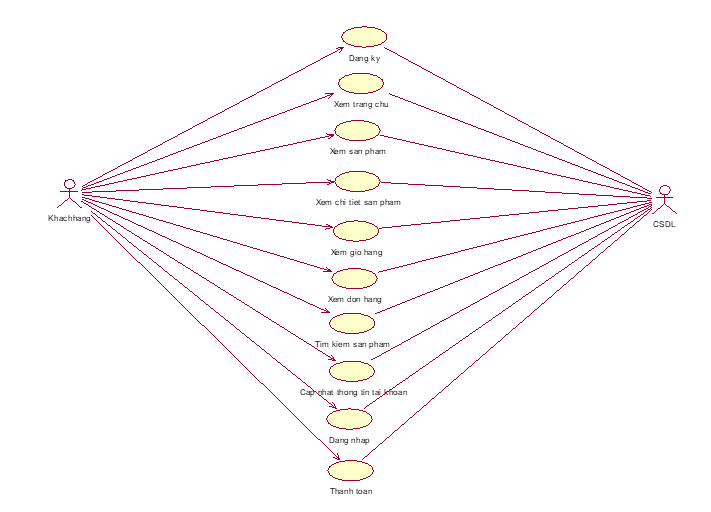 Dang ky
Xem trang chu
Xem san pham
Xem chi tiet san pham
Khachhang
CSDL
Xem gio hang
Xem don hang
Tim kiem san pham
Cap nhat thong tin tai khoan
Dang nhap
Thanh toan